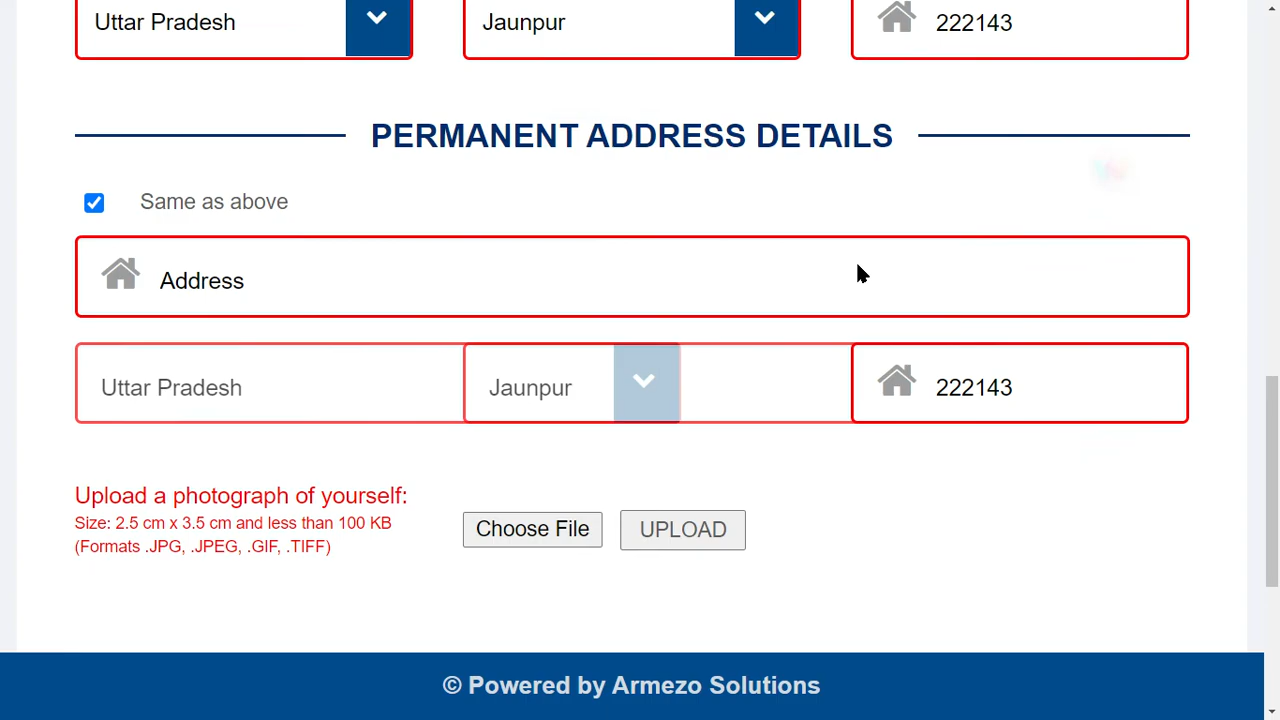 Uttar Pradesh Jaunpur 222143
PERMANENT ADDRESS DETAILS
Same as above
Address
Uttar Pradesh Jaunpur 222143
Upload a photograph of yourself:
Size: 2.5 cm x 3.5 cm and less than 100 KB
(Formats .JPG, .JPEG, .GIF, .TIFF)
Choose File UPLOAD
© Powered by Armezo Solutions